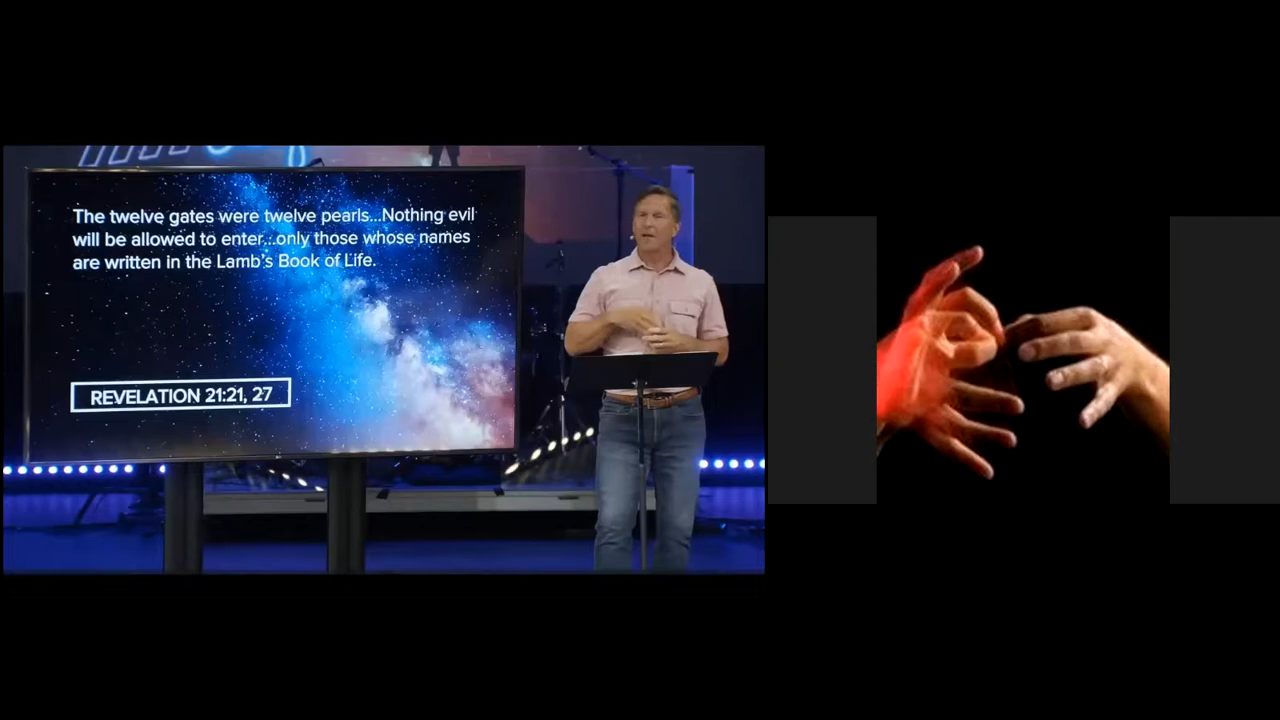 The twelve gates were twelve pearls...Nothing evil
will be allowed to enter...only those whose names
are written in the Lamb's Book of Life.
REVELATION 21:21, 27